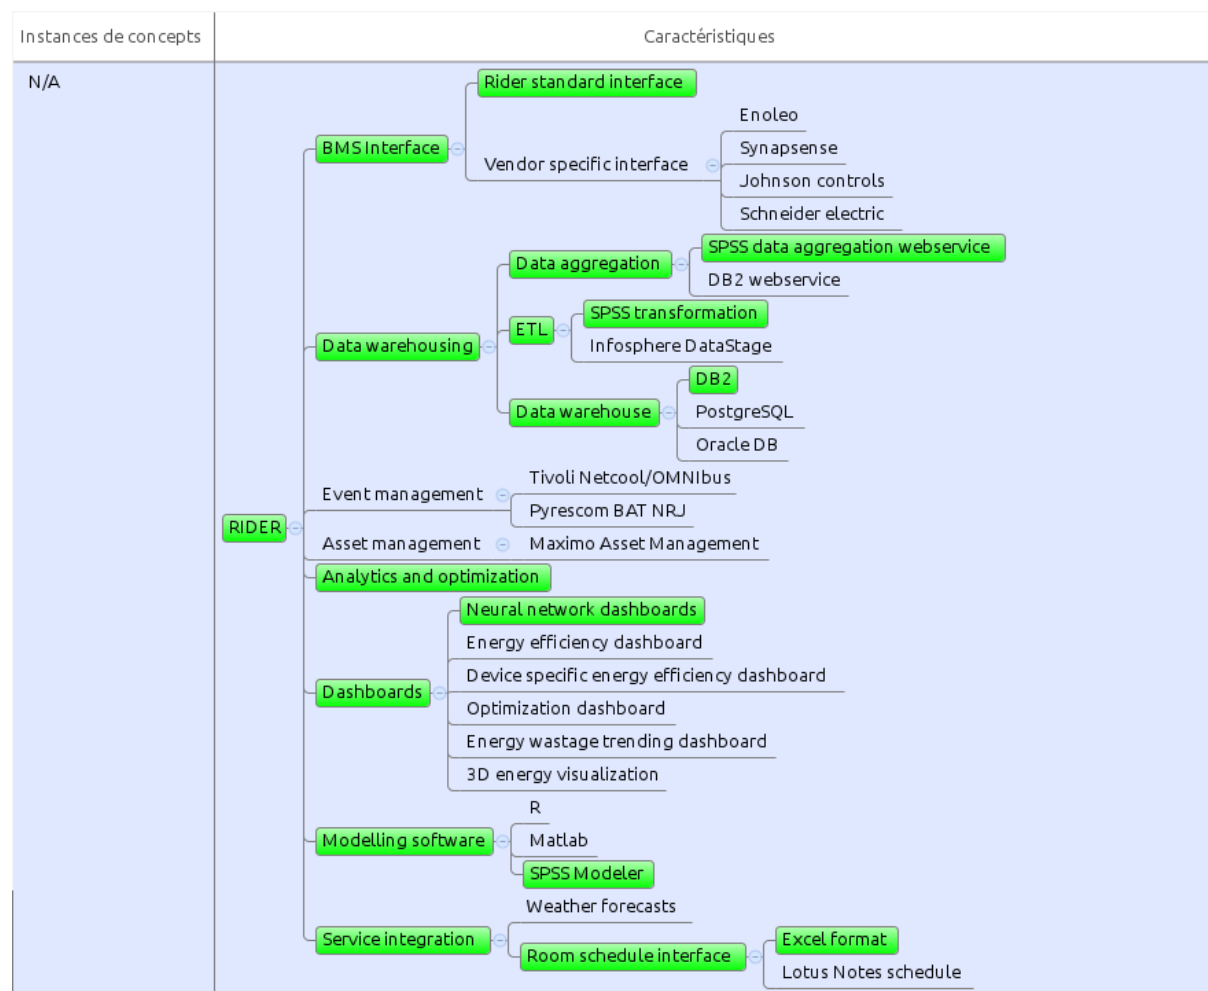 Instances de concepts
Caractéristiques
N/A
RIDER
BMS Interface
Rider standard interface
Vendor specific interface
Enoleo
Synapsense
Johnson controls
Schneider electric
Data warehousing
Data aggregation
SPSS data aggregation webservice
DB2 webservice
ETL
SPSS transformation
Infosphere DataStage
Data warehouse
DB2
PostgreSQL
Oracle DB
Event management
Tivoli Netcool/OMNIbus
Pyrescom BAT NRJ
Asset management
Maximo Asset Management
Analytics and optimization
Dashboards
Neural network dashboards
Energy efficiency dashboard
Device specific energy efficiency dashboard
Optimization dashboard
Energy wastage trending dashboard
3D energy visualization
Modelling software
R
Matlab
SPSS Modeler
Service integration
Weather forecasts
Room schedule interface
Excel format
Lotus Notes schedule